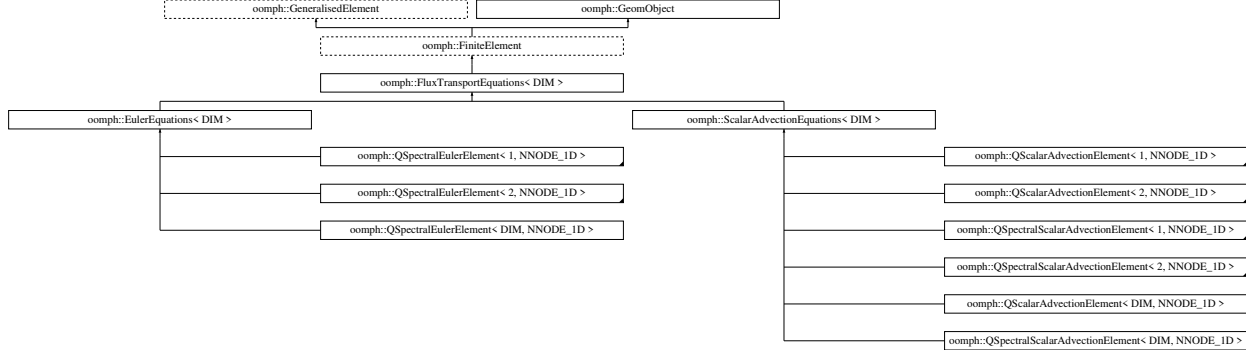 oomph::GeneralisedElement
oomph::GeomObject
oomph::FiniteElement
oomph::FluxTransportEquations< DIM >
oomph::EulerEquations< DIM >
oomph::ScalarAdvectionEquations< DIM >
oomph::QSpectralEulerElement< 1, NNODE_1D >
oomph::QScalarAdvectionElement< 1, NNODE_1D >
oomph::QSpectralEulerElement< 2, NNODE_1D >
oomph::QScalarAdvectionElement< 2, NNODE_1D >
oomph::QSpectralEulerElement< DIM, NNODE_1D >
oomph::QSpectralScalarAdvectionElement< 1, NNODE_1D >
oomph::QSpectralScalarAdvectionElement< 2, NNODE_1D >
oomph::QScalarAdvectionElement< DIM, NNODE_1D >
oomph::QSpectralScalarAdvectionElement< DIM, NNODE_1D >